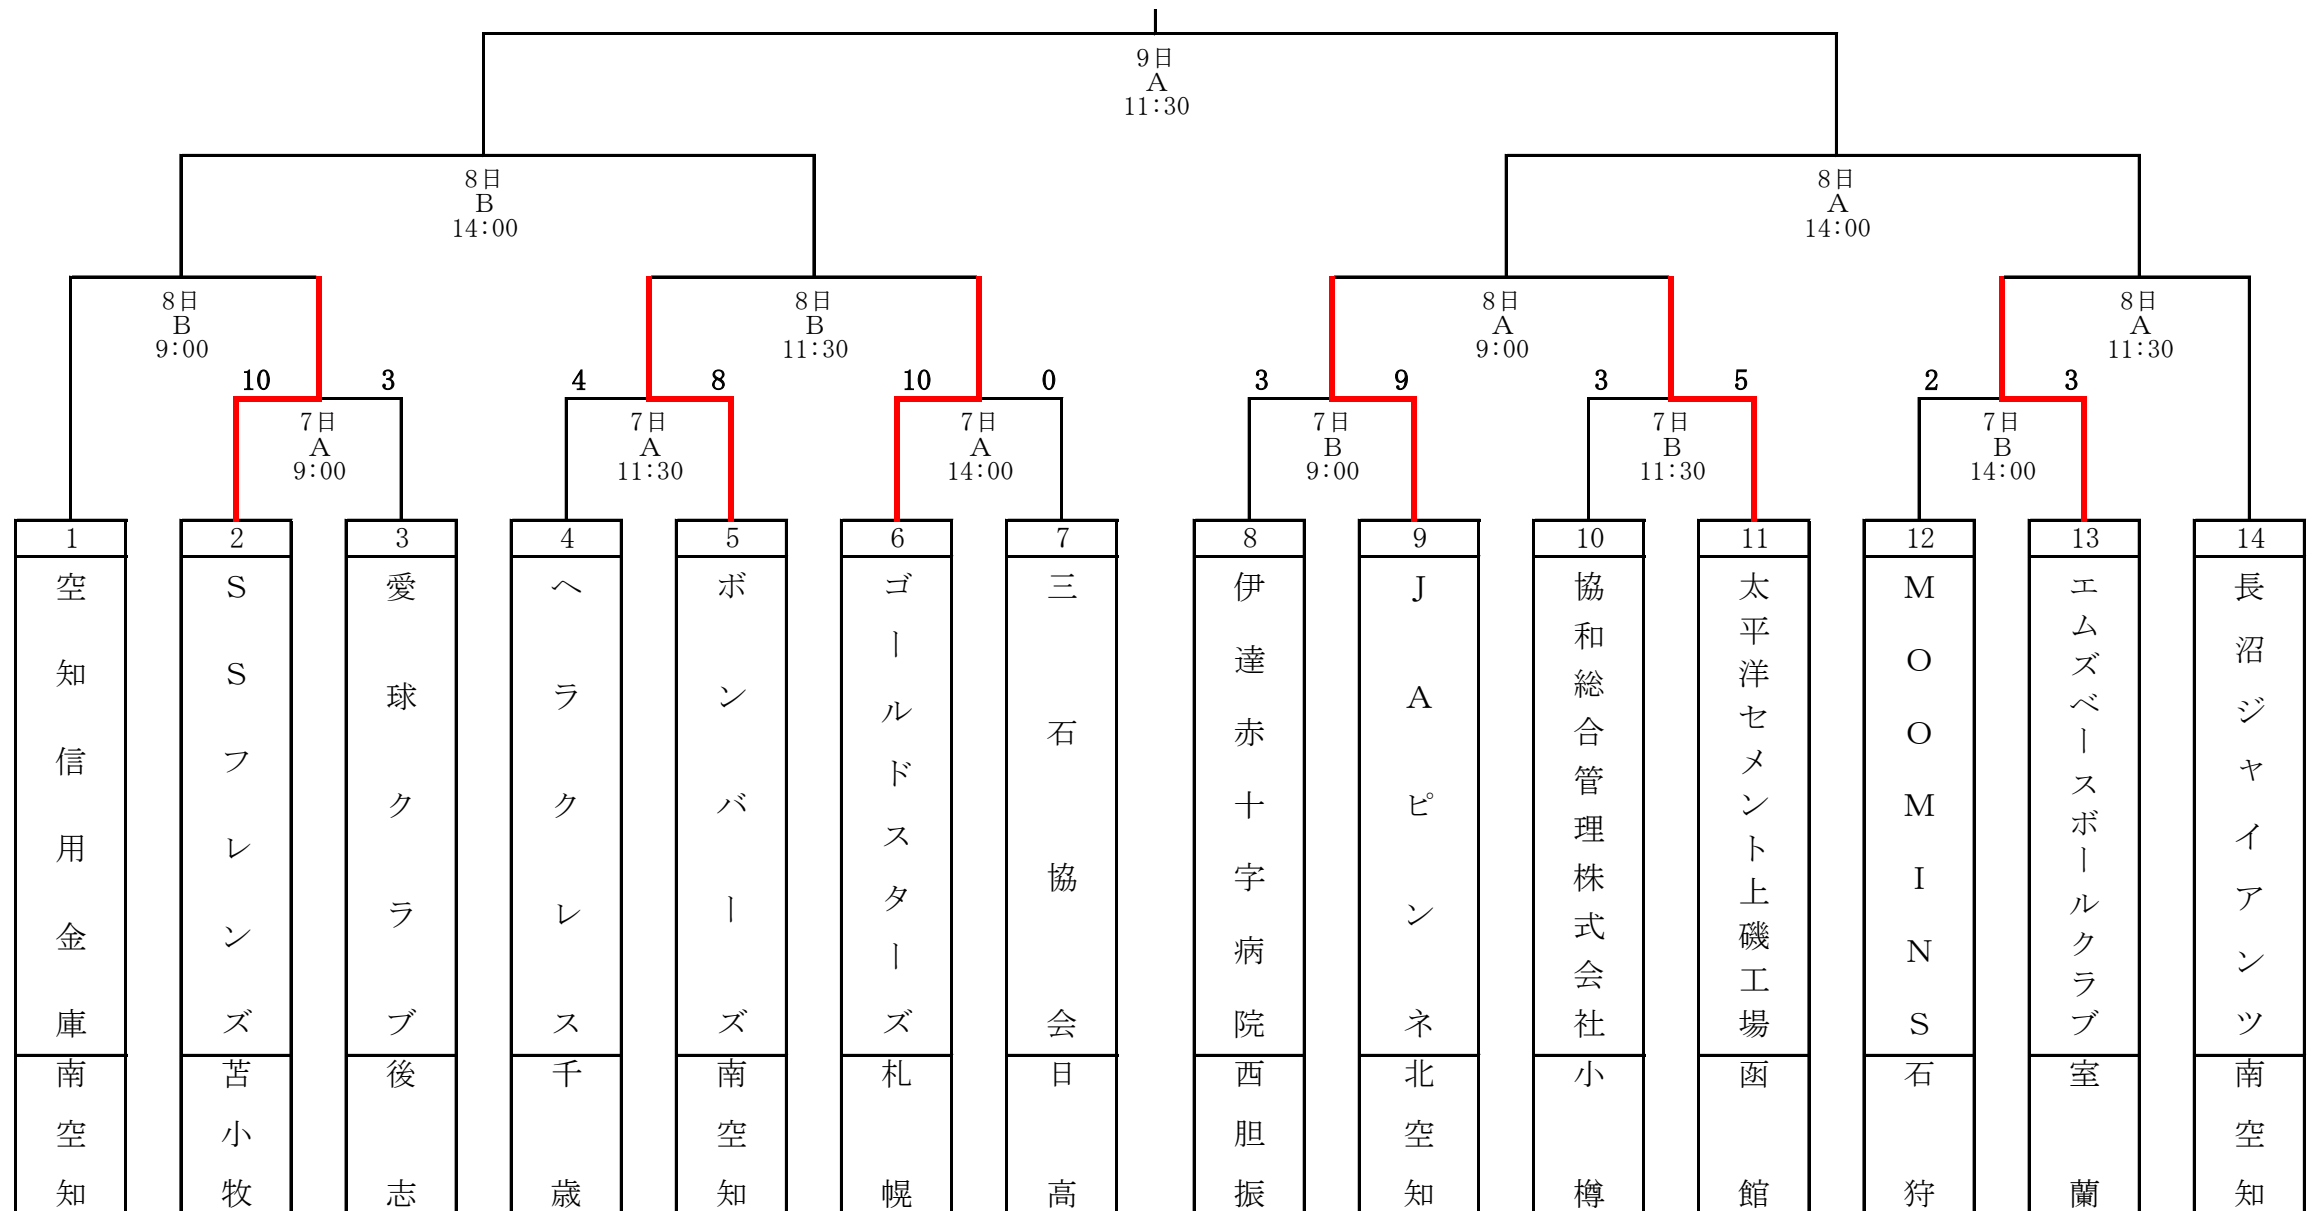 9日
A
11：30
8日
B
14：00
8日
A
14：00
8日
B
9：00
8日
B
11：30
8日
A
9：00
8日
A
11：30
10 3 4 8 10 0 3 9 3 5 2 3
7日
A
9：00
7日
A
11：30
7日
A
14：00
7日
B
9：00
7日
B
11：30
7日
B
14：00
1 2 3 4 5 6 7 8 9 10 11 12 13 14
空知信用金庫
SSフレンズ
愛球クラブ
ヘラクレス
ボンバーズ
ゴールドスターズ
三石協会
伊達赤十字病院
JAピンネ
協和総合管理株式会社
太平洋セメント上磯工場
MOOMINS
エムズベースボールクラブ
長沼ジャイアンツ
南空知
苫小牧
後志
千歳
南空知
札幌
日高
西胆振
北空知
小樽
函館
石狩
室蘭
南空知